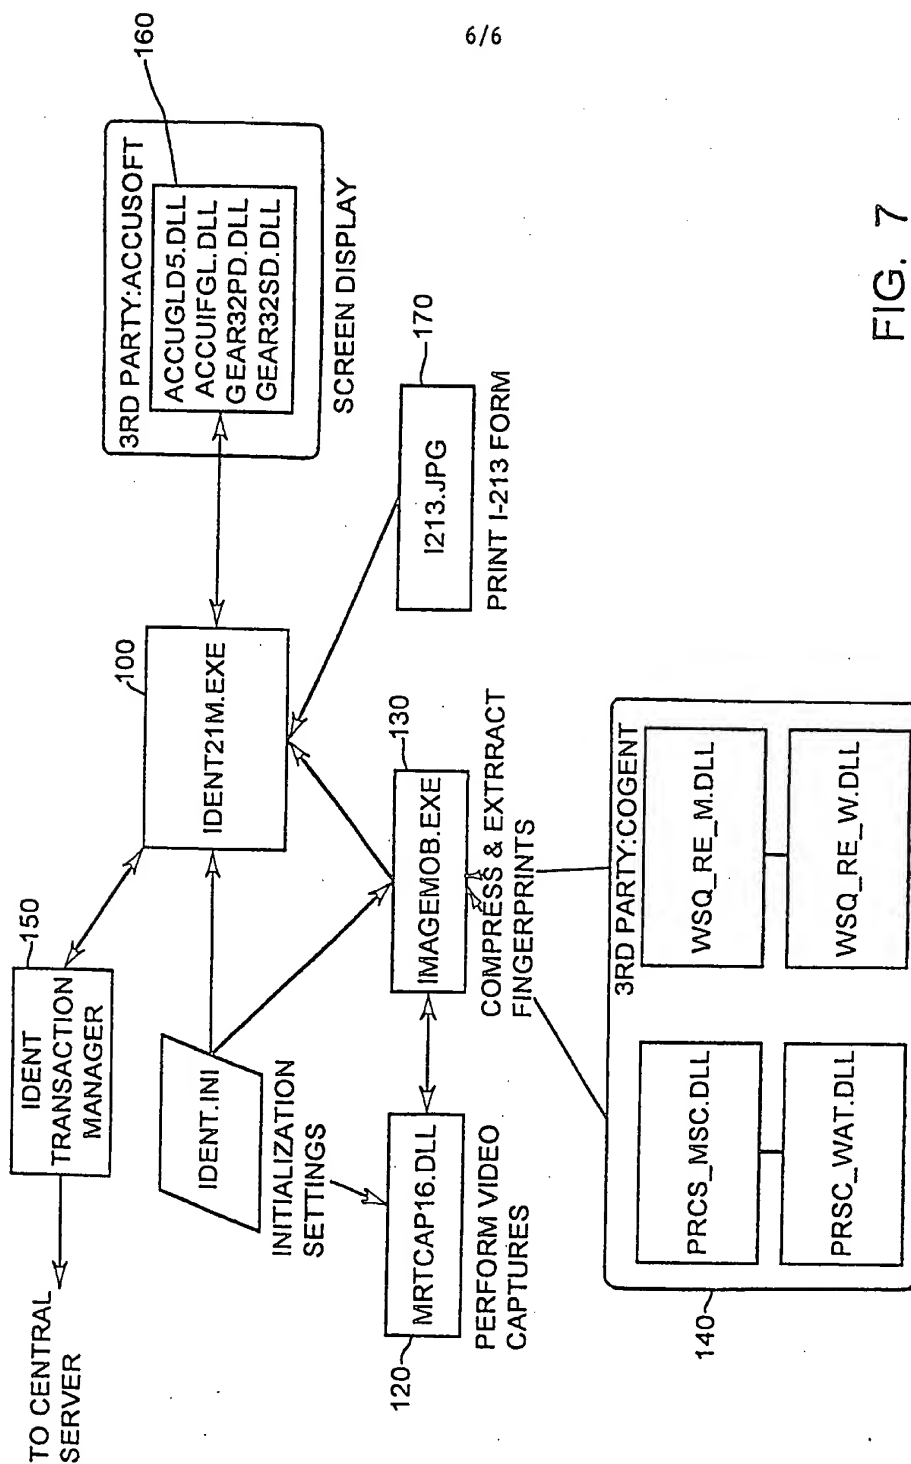 9/9
TO CENTRAL
SERVER
150
IDENT
TRANSACTION
MANAGER
100
IDENT21M.EXE
160
3RD PARTY:ACCUSOFT
ACCUGLD5.DLL
ACCUIFGL.DLL
GEAR32PD.DLL
GEAR32SD.DLL
SCREEN DISPLAY
IDENT.INI
INITIALIZATION
SETTINGS
130
IMAGEMOB.EXE
COMPRESS & EXTRRACT
FINGERPRINTS
170
I213.JPG
PRINT I-213 FORM
120
MRTCAP16.DLL
PERFORM VIDEO
CAPTURES
140
3RD PARTY:COGENT
PRCS_MSC.DLL
WSQ_RE_M.DLL
PRSC_WAT.DLL
WSQ_RE_W.DLL
FIG. 7